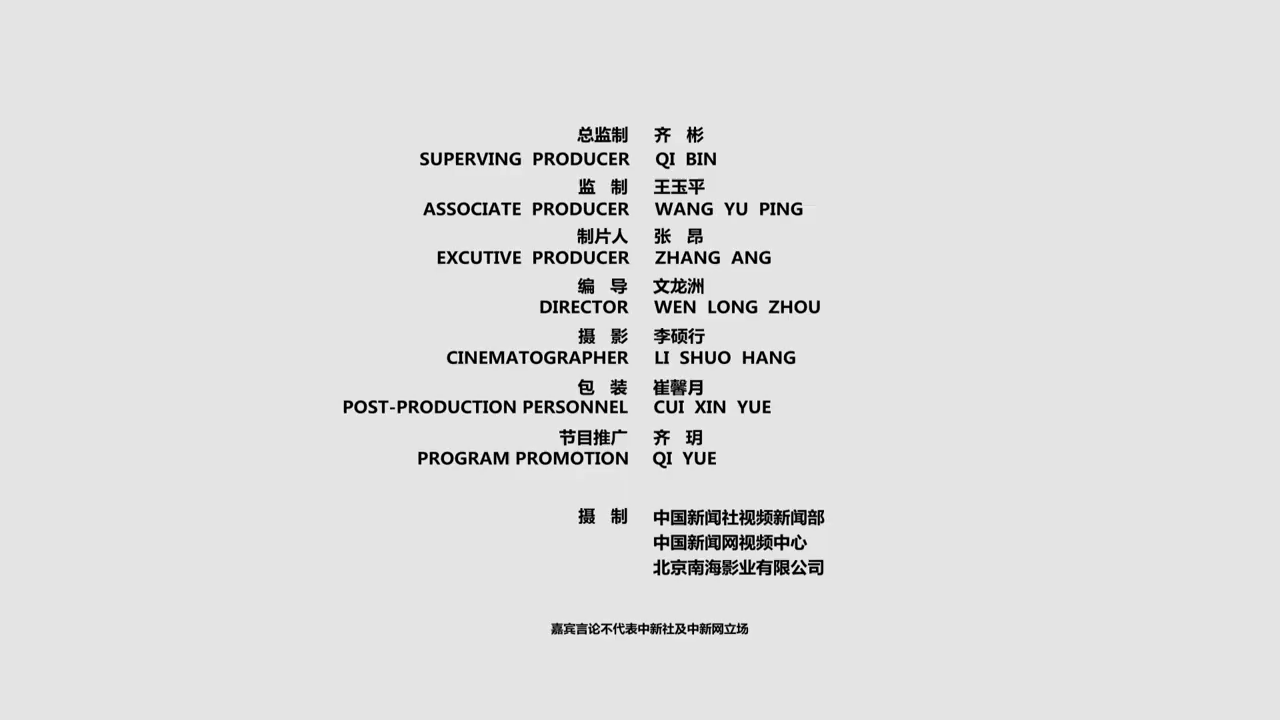 总监制 齐 彬
SUPERVING PRODUCER QI BIN
监 制 王玉平
ASSOCIATE PRODUCER WANG YU PING
制片人 张 昂
EXCUTIVE PRODUCER ZHANG ANG
编 导 文龙洲
DIRECTOR WEN LONG ZHOU
摄 影 李硕行
CINEMATOGRAPHER LI SHUO HANG
包 装 崔馨月
POST-PRODUCTION PERSONNEL CUI XIN YUE
节目推广 齐 玥
PROGRAM PROMOTION QI YUE
摄 制 中国新闻社视频新闻部
中国新闻网视频中心
北京南海影业有限公司
嘉宾言论不代表中新社及中新网立场